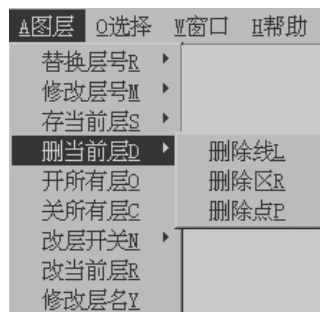 A图层 O选择 W窗口 H帮助
替换层号R
修改层号M
存当前层S
删当前层D
删除线L
开所有层O
删除区R
关所有层C
删除点P
改层开关N
改当前层R
修改层名Y